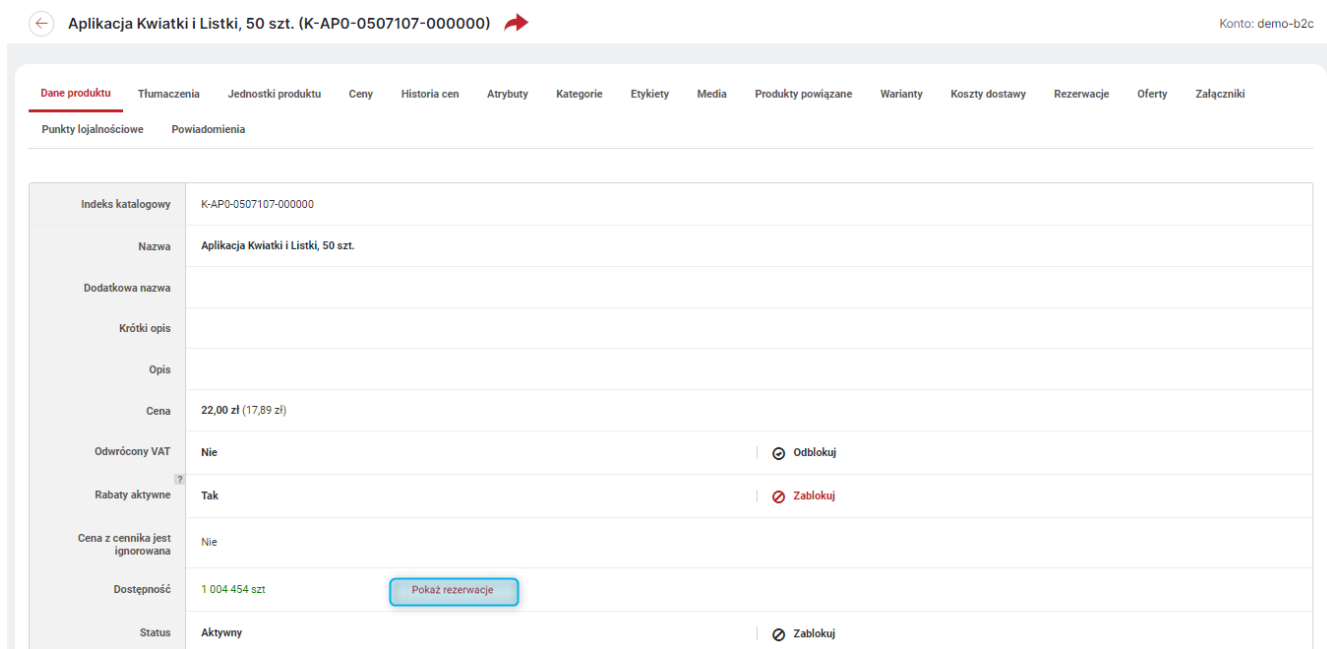 Aplikacja Kwiatki i Listki, 50 szt. (K-AP0-0507107-000000)
Konto: demo-b2c
Dane produktu Tłumaczenia Jednostki produktu Ceny Historia cen Atrybuty Kategorie Etykiety Media Produkty powiązane Warianty Koszty dostawy Rezerwacje Oferty Załączniki
Punkty lojalnościowe Powiadomienia
Indeks katalogowy K-AP0-0507107-000000
Nazwa Aplikacja Kwiatki i Listki, 50 szt.
Dodatkowa nazwa
Krótki opis
Opis
Cena 22,00 zł (17,89 zł)
Odwrócony VAT Nie Odblokuj
?
Rabaty aktywne Tak Zablokuj
Cena z cennika jest
ignorowana Nie
Dostępność 1 004 454 szt Pokaż rezerwacje
Status Aktywny Zablokuj